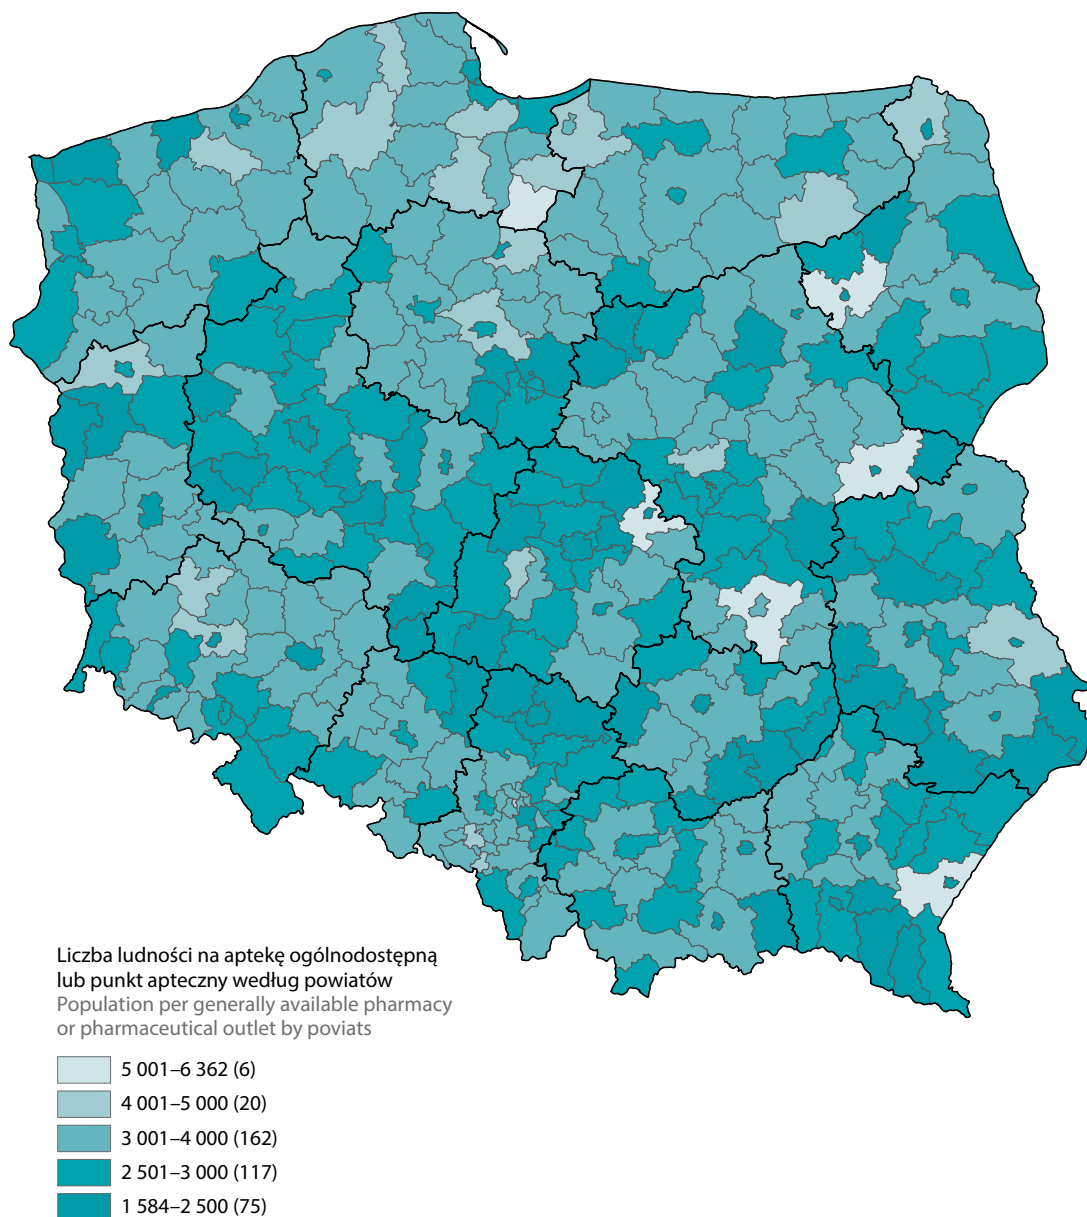 Liczba ludności na aptekę ogólnodostępną
lub punkt apteczny według powiatów
Population per generally available pharmacy
or pharmaceutical outlet by poviats
5 001–6 362 (6)
4 001–5 000 (20)
3 001–4 000 (162)
2 501–3 000 (117)
1 584–2 500 (75)